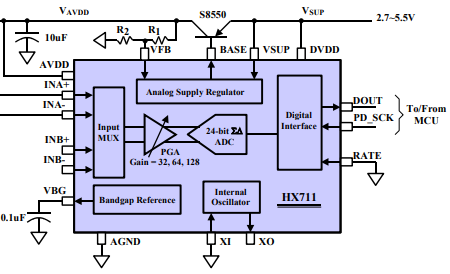 VAVDD S8550 VSUP 2.7~5.5V
R2 R1
10uF
VFB BASE VSUP DVDD
AVDD
INA+
INA-
INB+
INB-
VBG
0.1uF
Analog Supply Regulator
Input
MUX
PGA
Gain = 32, 64, 128
24-bit ΣΔ
ADC
Digital
Interface
DOUT
PD_SCK
RATE
To/From
MCU
Bandgap Reference
Internal
Oscillator
HX711
AGND XI XO